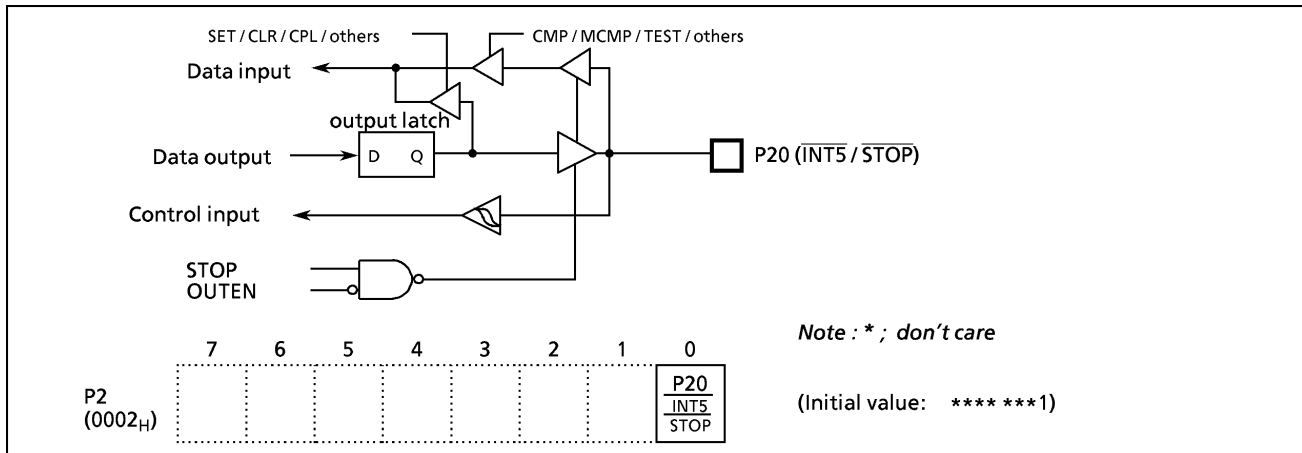 SET / CLR / CPL / others
CMP / MCMP / TEST / others
Data input
output latch
Data output
D Q
P20 (INT5 / STOP)
Control input
STOP
OUTEN
Note : * ; don't care
7 6 5 4 3 2 1 0
P2
(0002H)
P20
INT5
STOP
(Initial value: **** ***1)